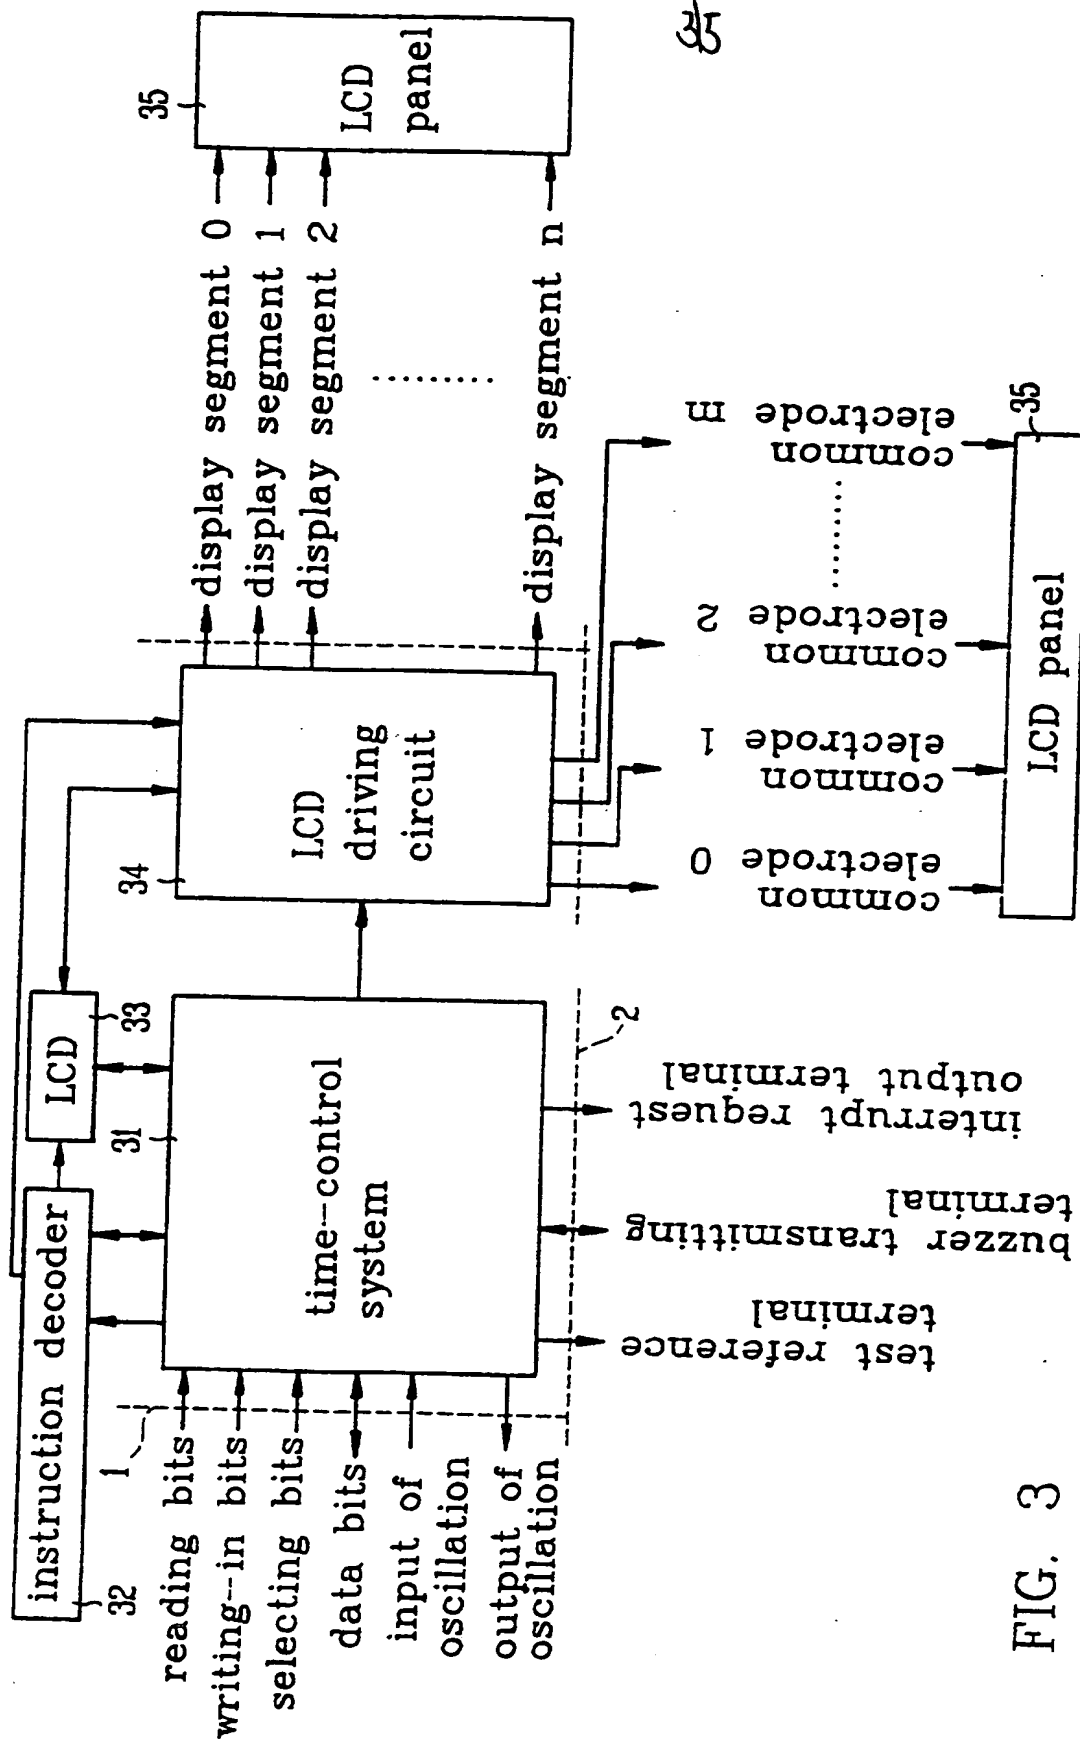 35
instruction decoder
32
LCD
33
1
reading bits
writing--in bits
selecting bits
data bits
input of
oscillation
output of
oscillation
31
time--control
system
34
LCD
driving
circuit
display segment 0
display segment 1
display segment 2
.........
display segment n
35
LCD
panel
2
test reference
terminal
buzzer transmitting
terminal
interrupt request
output terminal
common
electrode 0
common
electrode 1
common
electrode 2
........
common
electrode m
35
LCD panel
FIG. 3